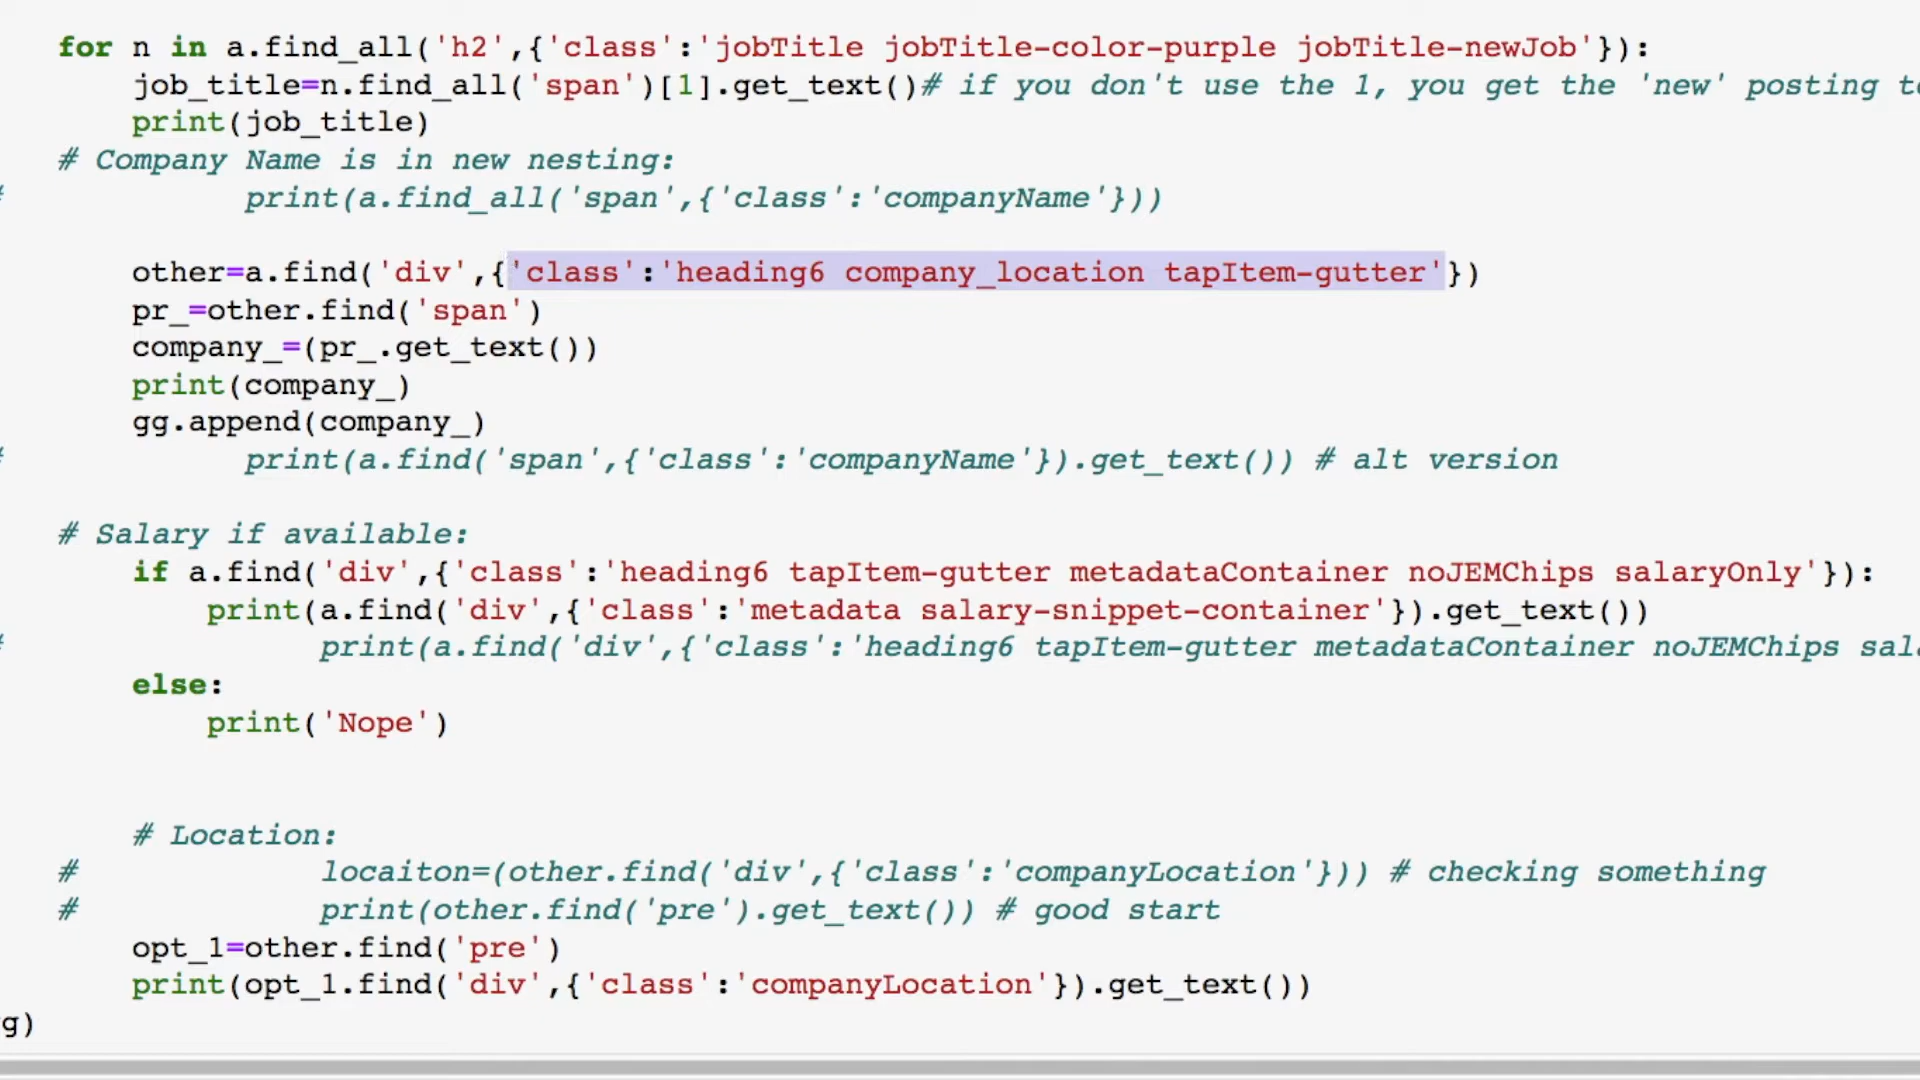 for n in a.find_all('h2',{'class':'jobTitle jobTitle-color-purple jobTitle-newJob'}):
job_title=n.find_all('span')[1].get_text()# if you don't use the 1, you get the 'new' posting
print(job_title)
# Company Name is in new nesting:
# print(a.find_all('span',{'class':'companyName'}))
other=a.find('div',{'class':'heading6 company_location tapItem-gutter'})
pr_=other.find('span')
company_=(pr_.get_text())
print(company_)
gg.append(company_)
# print(a.find('span',{'class':'companyName'}).get_text()) # alt version
# Salary if available:
if a.find('div',{'class':'heading6 tapItem-gutter metadataContainer noJEMChips salaryOnly'}):
print(a.find('div',{'class':'metadata salary-snippet-container'}).get_text())
# print(a.find('div',{'class':'heading6 tapItem-gutter metadataContainer noJEMChips
else:
print('Nope')
# Location:
# locaiton=(other.find('div',{'class':'companyLocation'})) # checking something
# print(other.find('pre').get_text()) # good start
opt_1=other.find('pre')
print(opt_1.find('div',{'class':'companyLocation'}).get_text())
g)